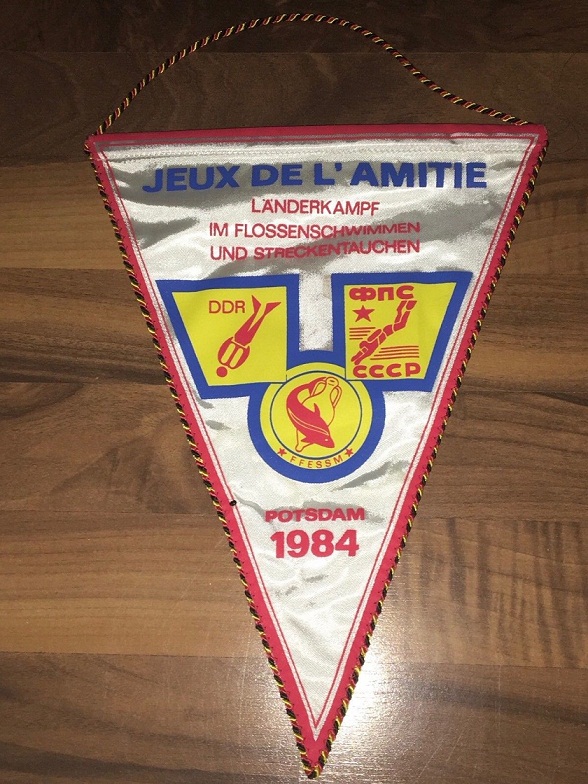 JEUX DE L'AMITIE
LÄNDERKAMPF
IM FLOSSENSCHWIMMEN
UND STRECKENTAUCHEN
DDR
ФПС
СССР
FFESSM
POTSDAM
1984